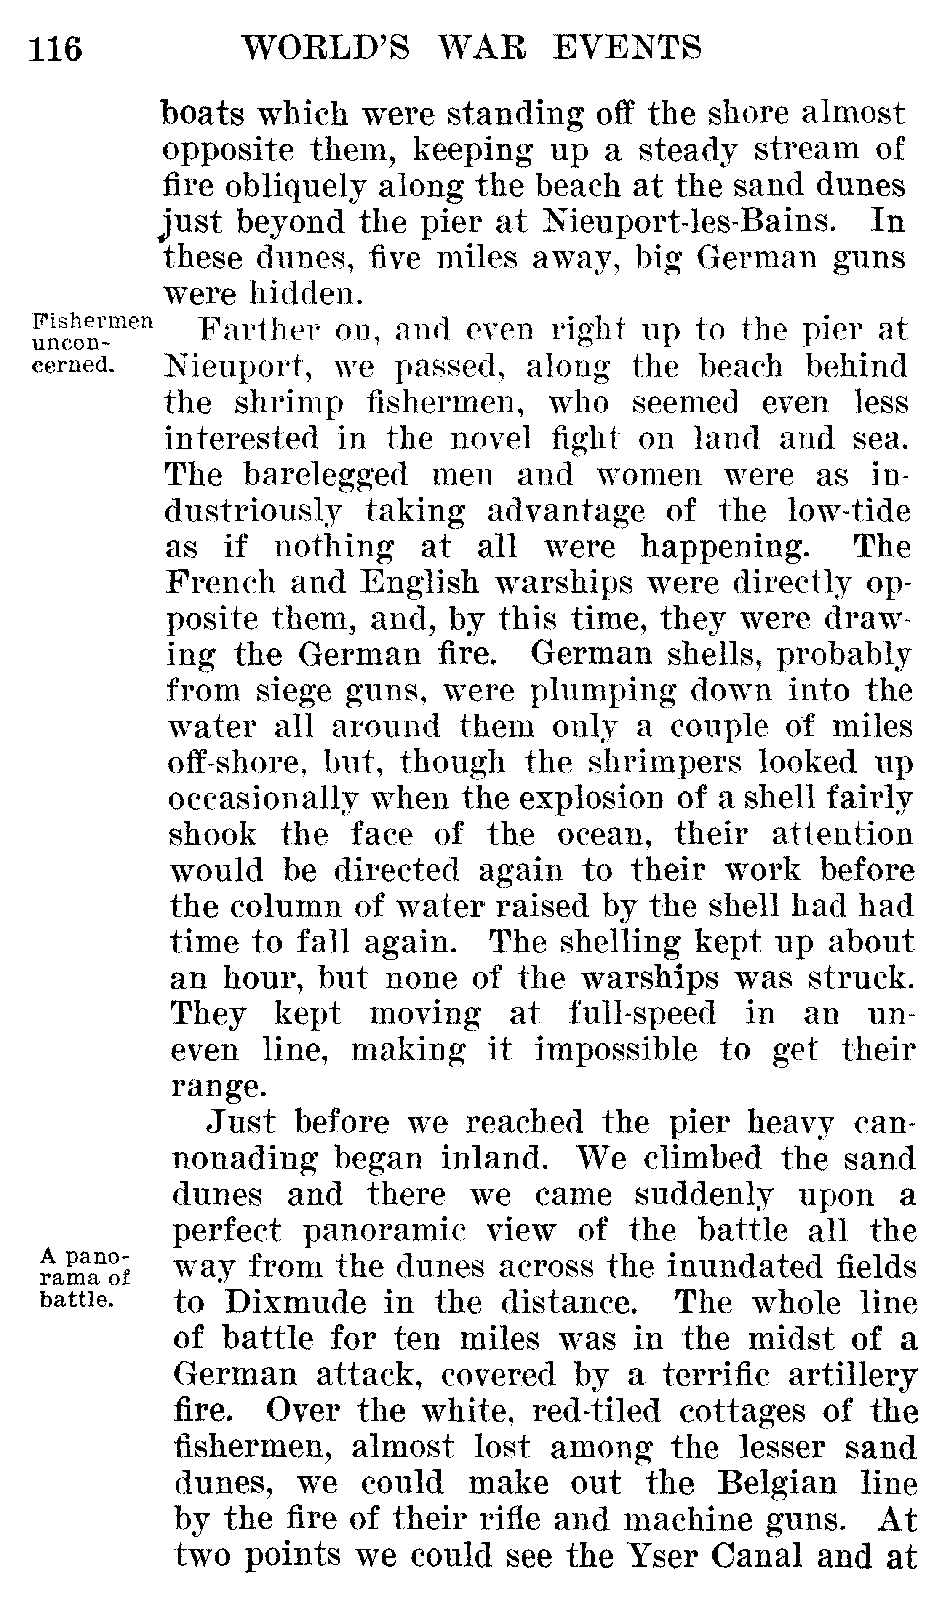 116 WORLD'S WAR EVENTS
boats which were standing off the shore almost
opposite them, keeping up a steady stream of
fire obliquely along the beach at the sand dunes
just beyond the pier at Nieuport-les-Bains. In
these dunes, five miles away, big German guns
were hidden.
Fishermen
uncon-
cerned.
Farther on, and even right up to the pier at
Nieuport, we passed, along the beach behind
the shrimp fishermen, who seemed even less
interested in the novel fight on land and sea.
The barelegged men and women were as in-
dustriously taking advantage of the low-tide
as if nothing at all were happening. The
French and English warships were directly op-
posite them, and, by this time, they were draw-
ing the German fire. German shells, probably
from siege guns, were plumping down into the
water all around them only a couple of miles
off-shore, but, though the shrimpers looked up
occasionally when the explosion of a shell fairly
shook the face of the ocean, their attention
would be directed again to their work before
the column of water raised by the shell had had
time to fall again. The shelling kept up about
an hour, but none of the warships was struck.
They kept moving at full-speed in an un-
even line, making it impossible to get their
range.
Just before we reached the pier heavy can-
nonading began inland. We climbed the sand
dunes and there we came suddenly upon a
perfect panoramic view of the battle all the
A pano-
rama of
battle.
way from the dunes across the inundated fields
to Dixmude in the distance. The whole line
of battle for ten miles was in the midst of a
German attack, covered by a terrific artillery
fire. Over the white, red-tiled cottages of the
fishermen, almost lost among the lesser sand
dunes, we could make out the Belgian line
by the fire of their rifle and machine guns. At
two points we could see the Yser Canal and at